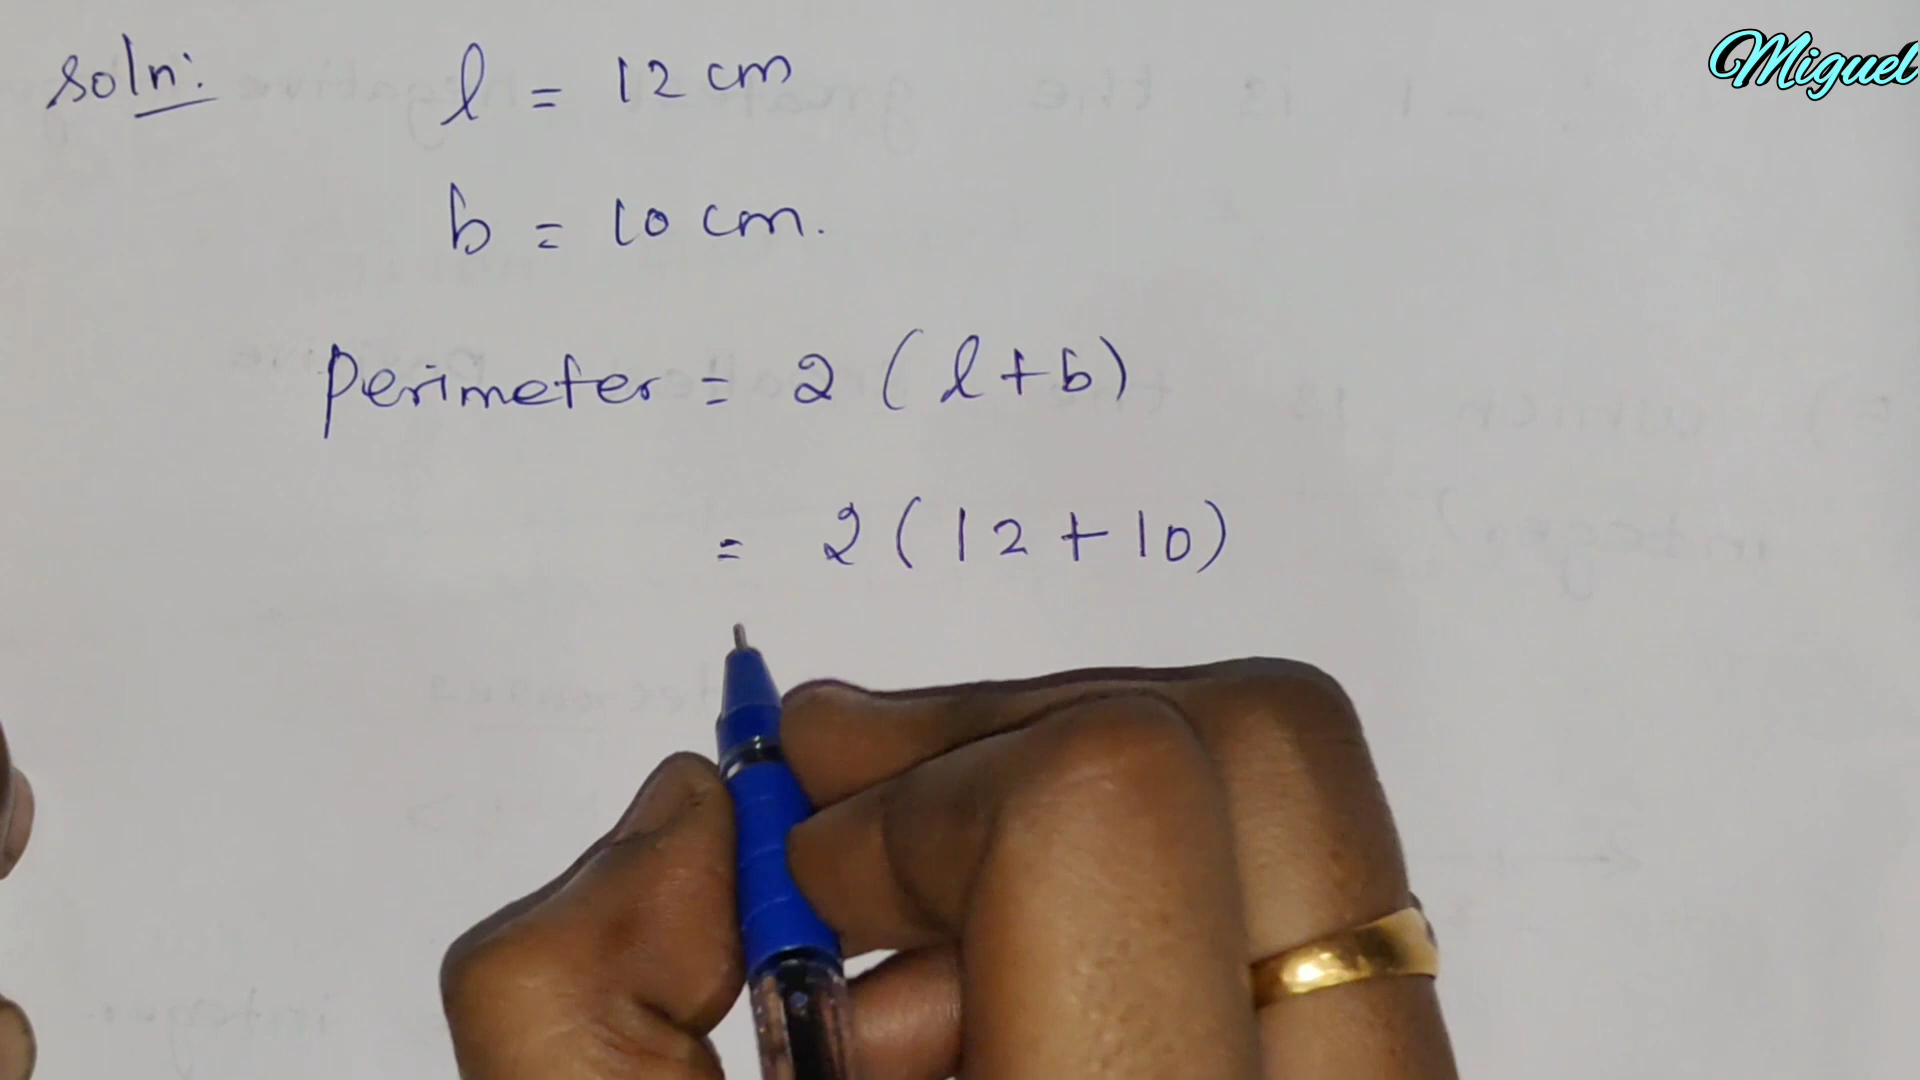 soln: l = 12 cm
b = 10 cm.
Perimeter = 2 (l+b)
= 2 (12 + 10)
Miguel